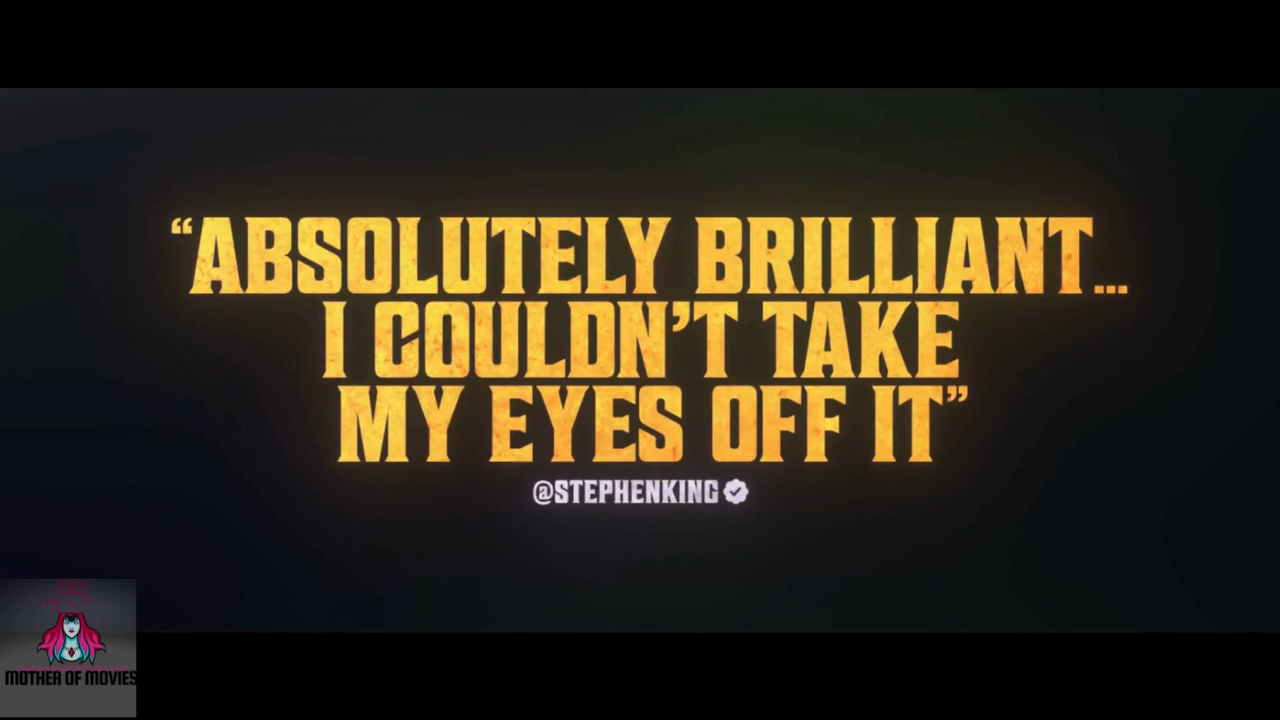 “ABSOLUTELY BRILLIANT...
I COULDN’T TAKE
MY EYES OFF IT”
@STEPHENKING
MOTHER OF MOVIES